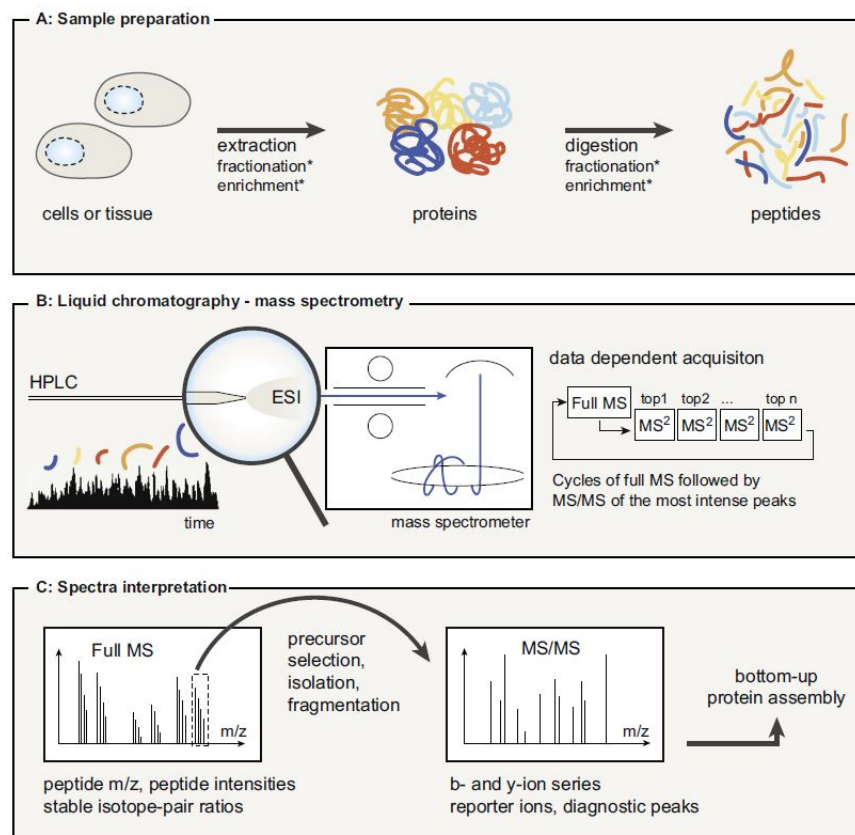 A: Sample preparation
extraction
fractionation*
enrichment*
digestion
fractionation*
enrichment*
cells or tissue
proteins
peptides
B: Liquid chromatography - mass spectrometry
HPLC
ESI
time
mass spectrometer
data dependent acquisiton
Full MS
top1 top2 ... top n
MS² MS² MS² MS²
Cycles of full MS followed by
MS/MS of the most intense peaks
C: Spectra interpretation
Full MS
m/z
peptide m/z, peptide intensities
stable isotope-pair ratios
precursor
selection,
isolation,
fragmentation
MS/MS
m/z
b- and y-ion series
reporter ions, diagnostic peaks
bottom-up
protein assembly